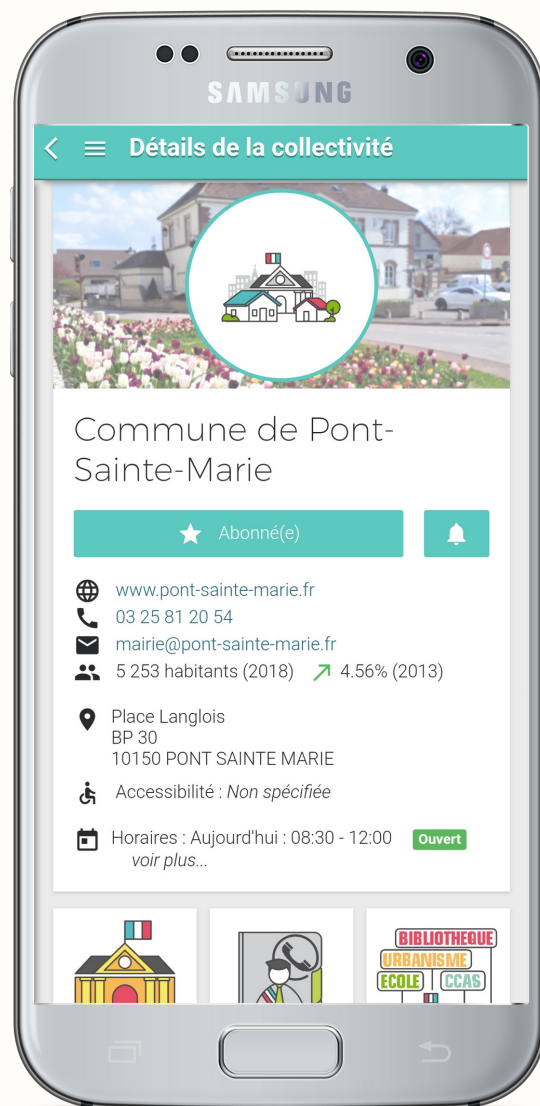 SAMSUNG
Détails de la collectivité
Commune de Pont-
Sainte-Marie
Abonné(e)
www.pont-sainte-marie.fr
03 25 81 20 54
mairie@pont-sainte-marie.fr
5 253 habitants (2018) 4.56% (2013)
Place Langlois
BP 30
10150 PONT SAINTE MARIE
Accessibilité : Non spécifiée
Horaires : Aujourd'hui : 08:30 - 12:00 Ouvert
voir plus...
BIBLIOTHEQUE
URBANISME
ECOLE CCAS